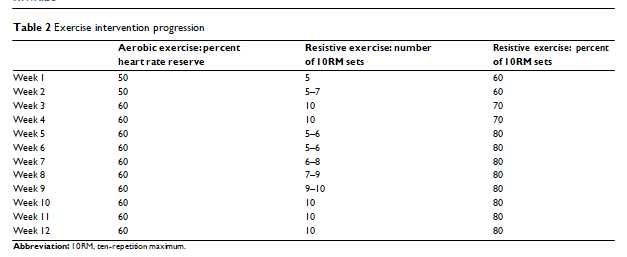 Table 2 Exercise intervention progression
Aerobic exercise: percent heart rate reserve Resistive exercise: number of 10RM sets Resistive exercise: percent of 10RM sets
Week 1 50 5 60
Week 2 50 5–7 60
Week 3 60 10 70
Week 4 60 10 70
Week 5 60 5–6 80
Week 6 60 5–6 80
Week 7 60 6–8 80
Week 8 60 7–9 80
Week 9 60 9–10 80
Week 10 60 10 80
Week 11 60 10 80
Week 12 60 10 80
Abbreviation: 10RM, ten-repetition maximum.